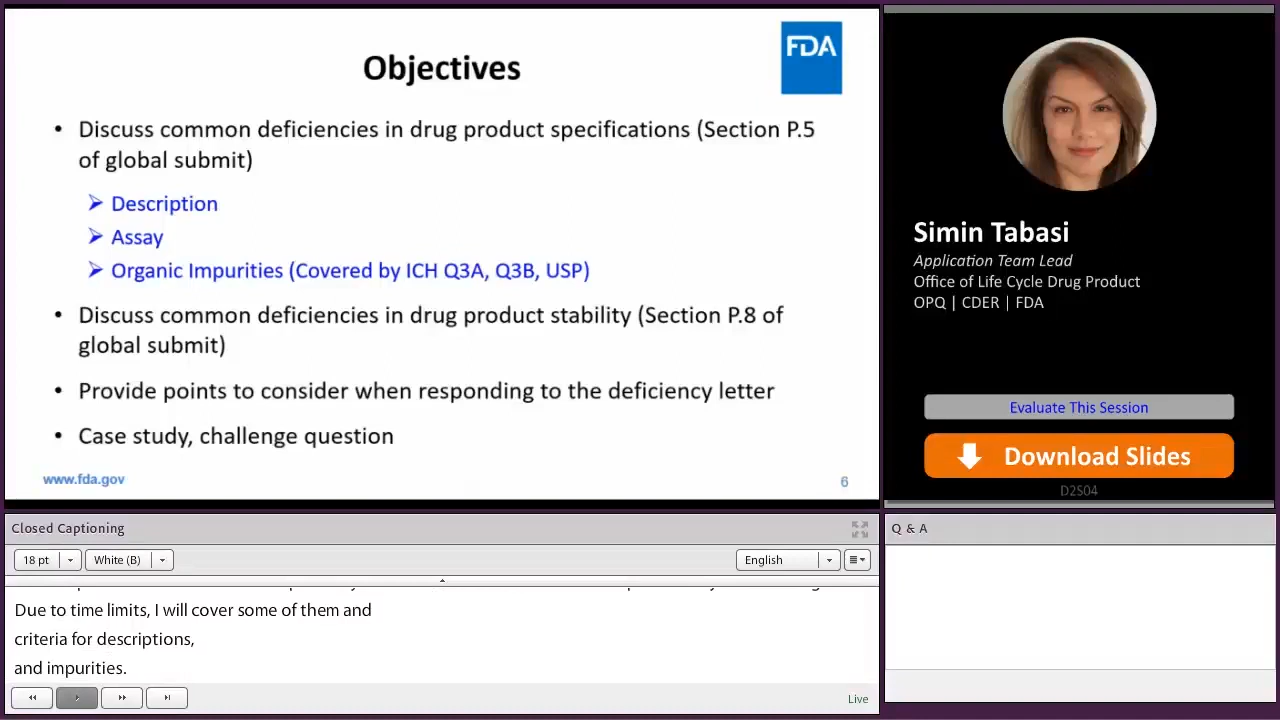 Objectives
FDA
• Discuss common deficiencies in drug product specifications (Section P.5
of global submit)
➢ Description
➢ Assay
➢ Organic Impurities (Covered by ICH Q3A, Q3B, USP)
• Discuss common deficiencies in drug product stability (Section P.8 of
global submit)
• Provide points to consider when responding to the deficiency letter
• Case study, challenge question
www.fda.gov
6
Simin Tabasi
Application Team Lead
Office of Life Cycle Drug Product
OPQ | CDER | FDA
Evaluate This Session
Download Slides
D2S04
Closed Captioning
18 pt
White (B)
English
Due to time limits, I will cover some of them and
criteria for descriptions,
and impurities.
Live
Q & A